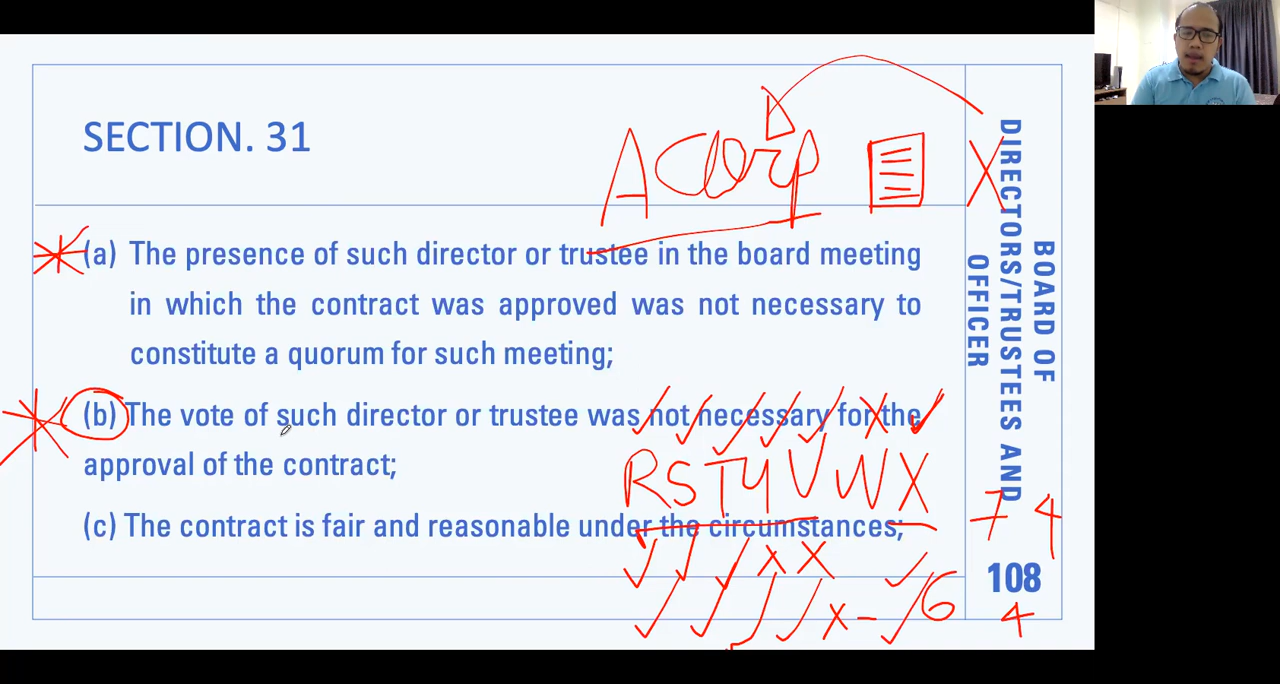 SECTION. 31
A Corp
D
X
(a) The presence of such director or trustee in the board meeting
in which the contract was approved was not necessary to
constitute a quorum for such meeting;
(b) The vote of such director or trustee was not necessary for the
approval of the contract;
(c) The contract is fair and reasonable under the circumstances;
R S T U V W X
7 4
6
4
BOARD OF
DIRECTORS/TRUSTEES AND
OFFICER
108